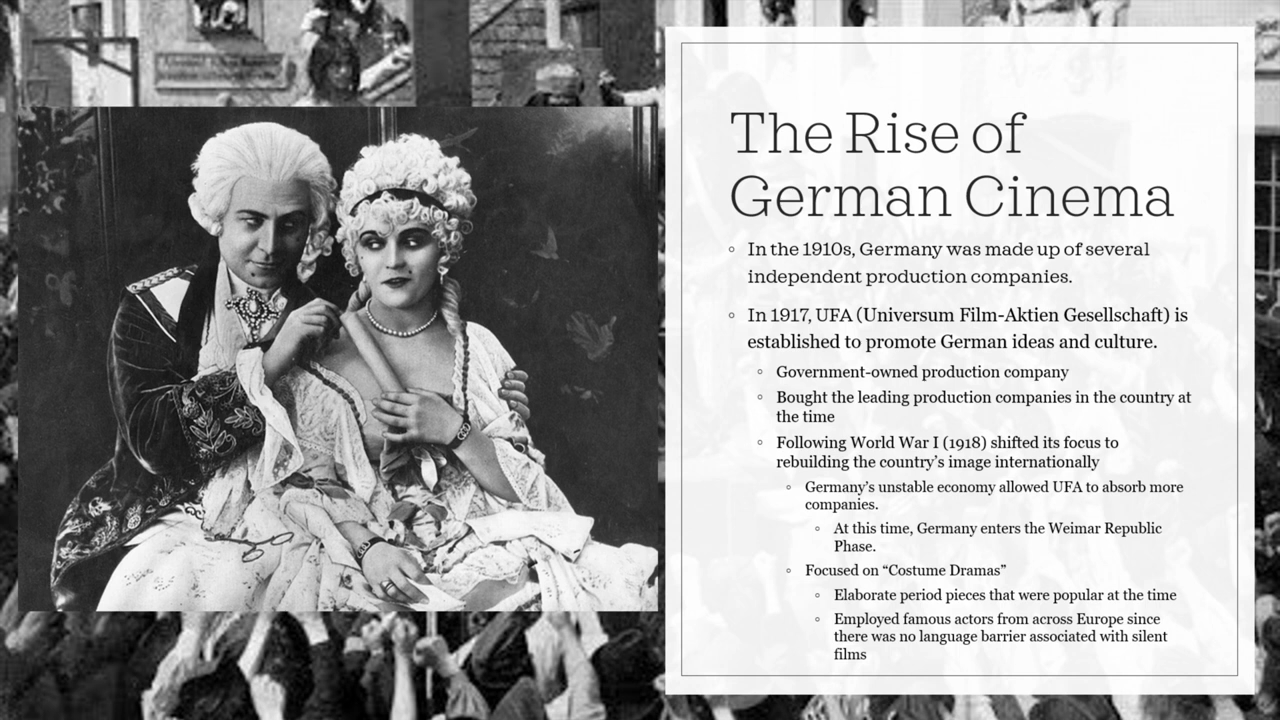 The Rise of
German Cinema
◦ In the 1910s, Germany was made up of several
independent production companies.
◦ In 1917, UFA (Universum Film-Aktien Gesellschaft) is
established to promote German ideas and culture.
◦ Government-owned production company
◦ Bought the leading production companies in the country at
the time
◦ Following World War I (1918) shifted its focus to
rebuilding the country’s image internationally
◦ Germany’s unstable economy allowed UFA to absorb more
companies.
◦ At this time, Germany enters the Weimar Republic
Phase.
◦ Focused on “Costume Dramas”
◦ Elaborate period pieces that were popular at the time
◦ Employed famous actors from across Europe since
there was no language barrier associated with silent
films